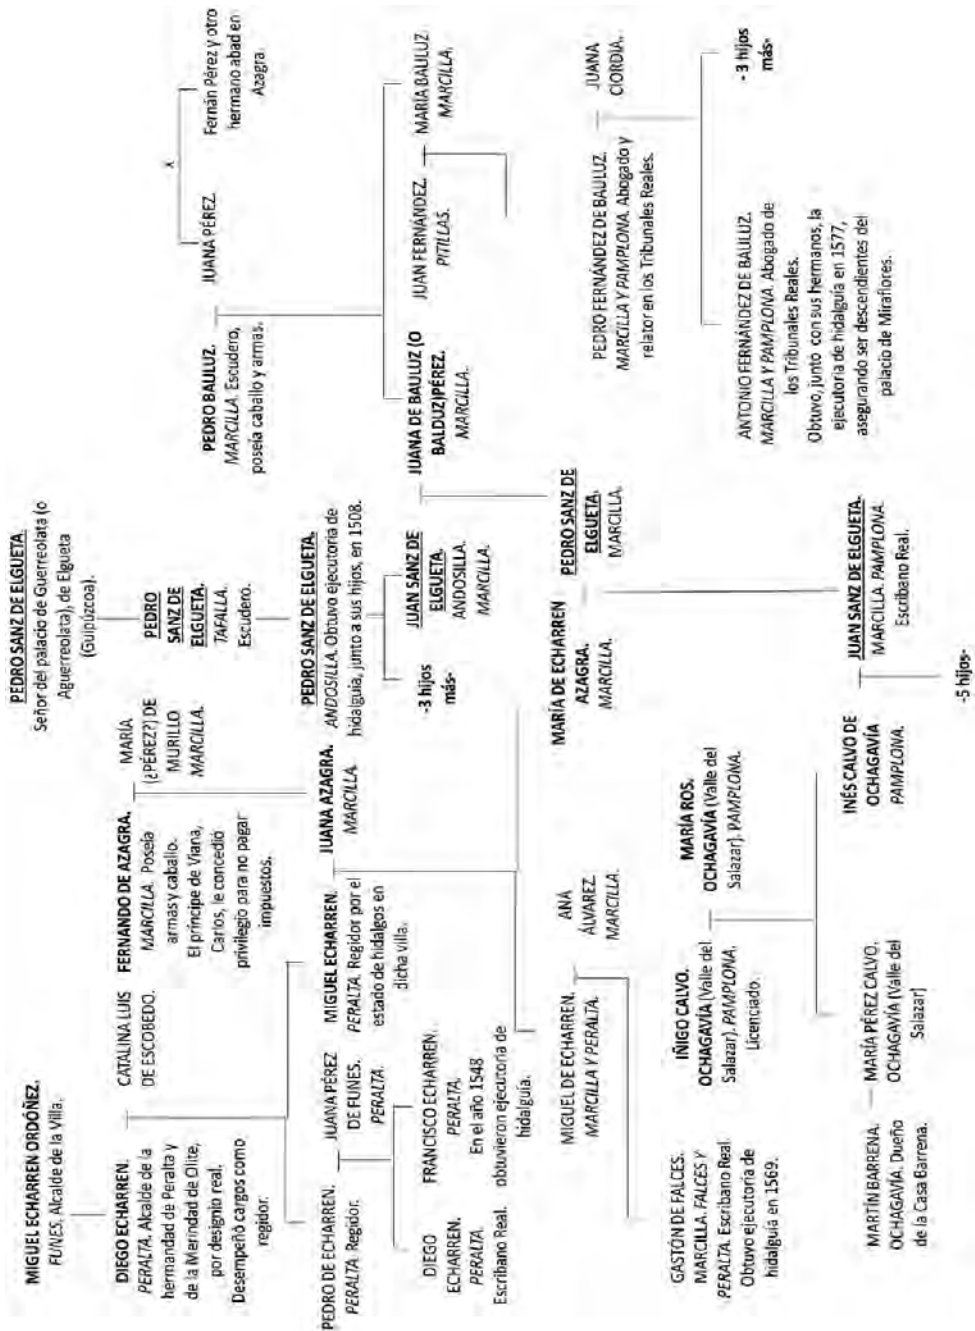 MIGUEL ECHARREN ORDÓÑEZ.
FUNES, Alcalde de la Villa.
DIEGO ECHARREN.
PERALTA. Alcalde de la
hermandad de Peralta y
de la Merindad de Olite,
por designio real.
Desempeñó cargos como
regidor.
CATALINA LUIS
DE ESCOBEDO.
FERNANDO DE AZAGRA.
MARCILLA. Poseía
armas y caballo.
El príncipe de Viana,
Carlos, le concedió
privilegio para no pagar
impuestos.
MARÍA
(¿PÉREZ?) DE
MURILLO
MARCILLA.
PEDRO SANZ DE ELGUETA.
Señor del palacio de Guerreolata (o
Aguerreolata), de Elgueta
(Guipúzcoa).
PEDRO
SANZ DE
ELGUETA.
TAFALLA.
Escudero.
PEDRO SANZ DE ELGUETA.
ANDOSILLA. Obtuvo ejecutoria de
hidalguía, junto a sus hijos, en 1508.
PEDRO BAULUZ.
MARCILLA. Escudero,
poseía caballo y armas.
JUANA PÉREZ.
x
Fernán Pérez y otro
hermano abad en
Azagra.
PEDRO DE ECHARREN.
PERALTA. Regidor.
JUANA PÉREZ
DE FUNES.
PERALTA.
MIGUEL ECHARREN.
PERALTA. Regidor por el
estado de hidalgos en
dicha villa.
JUANA AZAGRA.
MARCILLA.
-3 hijos
más-
JUAN SANZ DE
ELGUETA.
ANDOSILLA.
MARCILLA.
JUANA DE BAULUZ (O
BALDUZ)PÉREZ.
MARCILLA.
JUAN FERNÁNDEZ.
PITILLAS.
MARÍA BAULUZ.
MARCILLA.
DIEGO
ECHARREN.
PERALTA.
Escribano Real.
FRANCISCO ECHARREN.
PERALTA.
En el año 1548
obtuvieron ejecutoria de
hidalguía.
MIGUEL DE ECHARREN.
MARCILLA Y PERALTA.
ANA
ÁLVAREZ.
MARCILLA.
MARÍA DE ECHARREN
AZAGRA.
MARCILLA.
PEDRO SANZ DE
ELGUETA.
MARCILLA.
PEDRO FERNÁNDEZ DE BAULUZ.
MARCILLA Y PAMPLONA. Abogado y
relator en los Tribunales Reales.
JUANA
CIORDIA.
GASTÓN DE FALCES.
MARCILLA. FALCES Y
PERALTA. Escribano Real.
Obtuvo ejecutoria de
hidalguía en 1569.
IÑIGO CALVO.
OCHAGAVÍA (Valle del
Salazar). PAMPLONA.
Licenciado.
MARÍA ROS.
OCHAGAVÍA (Valle del
Salazar). PAMPLONA.
ANTONIO FERNÁNDEZ DE BAULUZ.
MARCILLA Y PAMPLONA. Abogado de
los Tribunales Reales.
Obtuvo, junto con sus hermanos, la
ejecutoria de hidalguía en 1577,
asegurando ser descendientes del
palacio de Miraflores.
- 3 hijos
más-
MARTÍN BARRENA.
OCHAGAVÍA. Dueño
de la Casa Barrena.
MARÍA PÉREZ CALVO.
OCHAGAVÍA (Valle del
Salazar)
INÉS CALVO DE
OCHAGAVÍA
PAMPLONA.
JUAN SANZ DE ELGUETA.
MARCILLA. PAMPLONA.
Escribano Real.
-5 hijos-